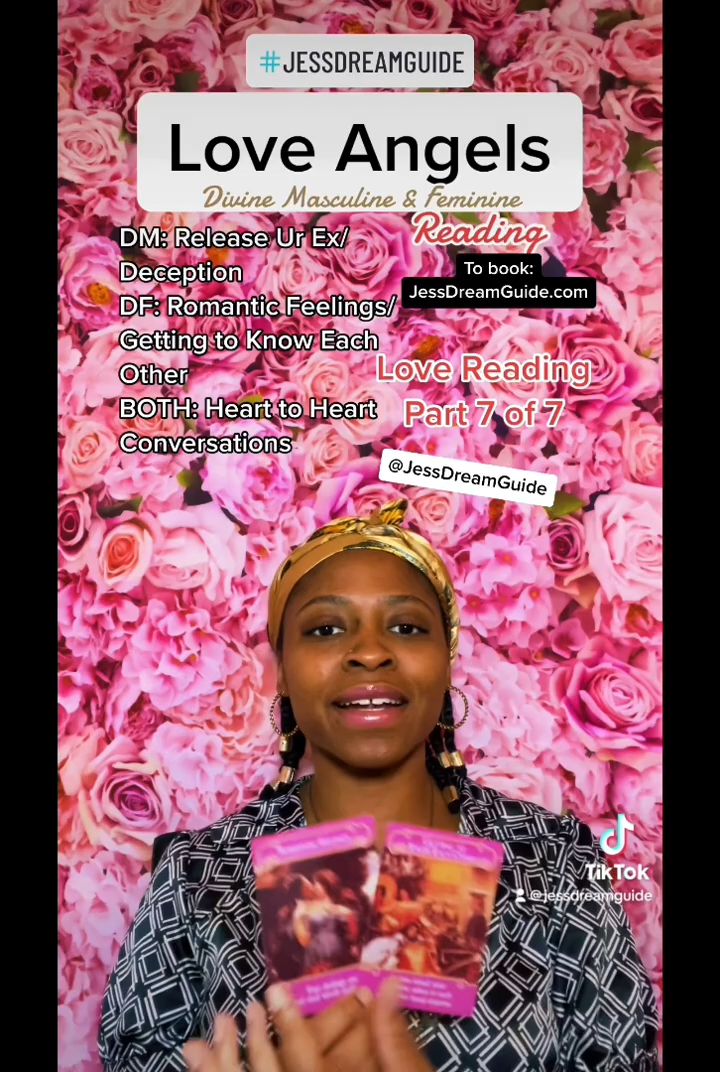 #JESSDREAMGUIDE
Love Angels
Divine Masculine & Feminine
Reading
DM: Release Ur Ex/
Deception
DF: Romantic Feelings/
Getting to Know Each
Other
BOTH: Heart to Heart
Conversations
To book:
JessDreamGuide.com
Love Reading
Part 7 of 7
@JessDreamGuide
TikTok
@jessdreamguide